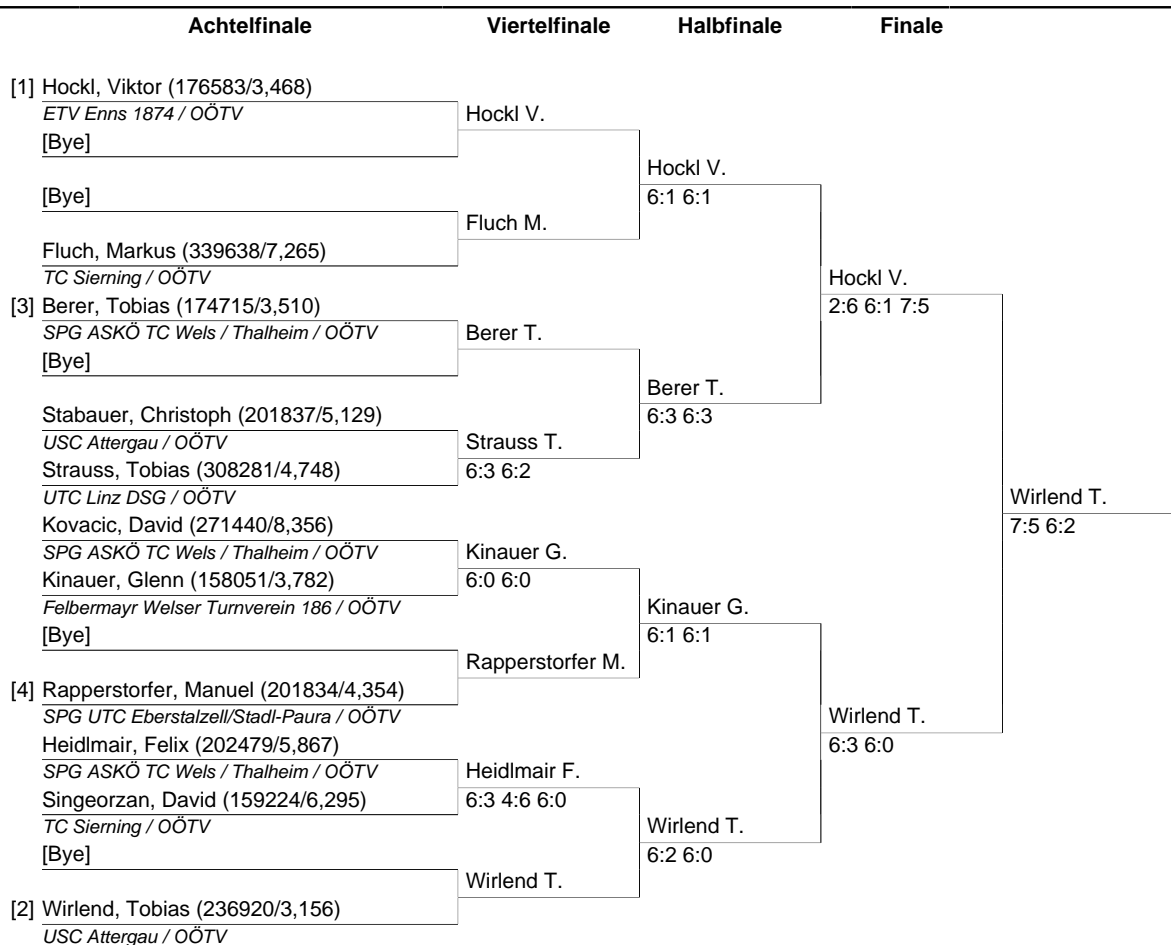 Achtelfinale Viertelfinale Halbfinale Finale
[1] Hockl, Viktor (176583/3,468)
ETV Enns 1874 / OÖTV Hockl V.
[Bye]
Hockl V.
[Bye] 6:1 6:1
Fluch M.
Fluch, Markus (339638/7,265)
TC Sierning / OÖTV Hockl V.
[3] Berer, Tobias (174715/3,510) 2:6 6:1 7:5
SPG ASKÖ TC Wels / Thalheim / OÖTV Berer T.
[Bye]
Berer T.
Stabauer, Christoph (201837/5,129) 6:3 6:3
USC Attergau / OÖTV Strauss T.
Strauss, Tobias (308281/4,748) 6:3 6:2
UTC Linz DSG / OÖTV Wirlend T.
Kovacic, David (271440/8,356) 7:5 6:2
SPG ASKÖ TC Wels / Thalheim / OÖTV Kinauer G.
Kinauer, Glenn (158051/3,782) 6:0 6:0
Felbermayr Welser Turnverein 186 / OÖTV Kinauer G.
[Bye] 6:1 6:1
Rapperstorfer M.
[4] Rapperstorfer, Manuel (201834/4,354)
SPG UTC Eberstalzell/Stadl-Paura / OÖTV Wirlend T.
Heidlmair, Felix (202479/5,867) 6:3 6:0
SPG ASKÖ TC Wels / Thalheim / OÖTV Heidlmair F.
Singeorzan, David (159224/6,295) 6:3 4:6 6:0
TC Sierning / OÖTV Wirlend T.
[Bye] 6:2 6:0
Wirlend T.
[2] Wirlend, Tobias (236920/3,156)
USC Attergau / OÖTV